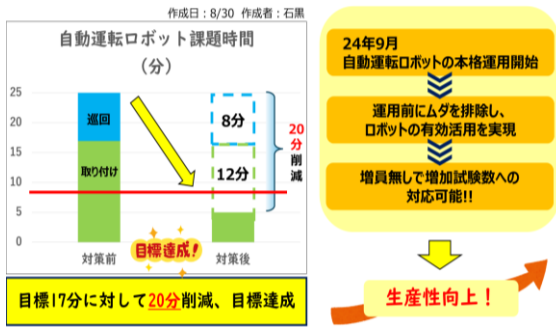 作成日：8/30 作成者：石黒
自動運転ロボット課題時間
（分）
25
20
15
10
5
0
巡回
取り付け
8分
12分
20分削減
対策前
対策後
目標達成!
目標17分に対して20分削減、目標達成
24年9月
自動運転ロボットの本格運用開始
運用前にムダを排除し、
ロボットの有効活用を実現
増員無しで増加試験数への
対応可能!!
生産性向上！